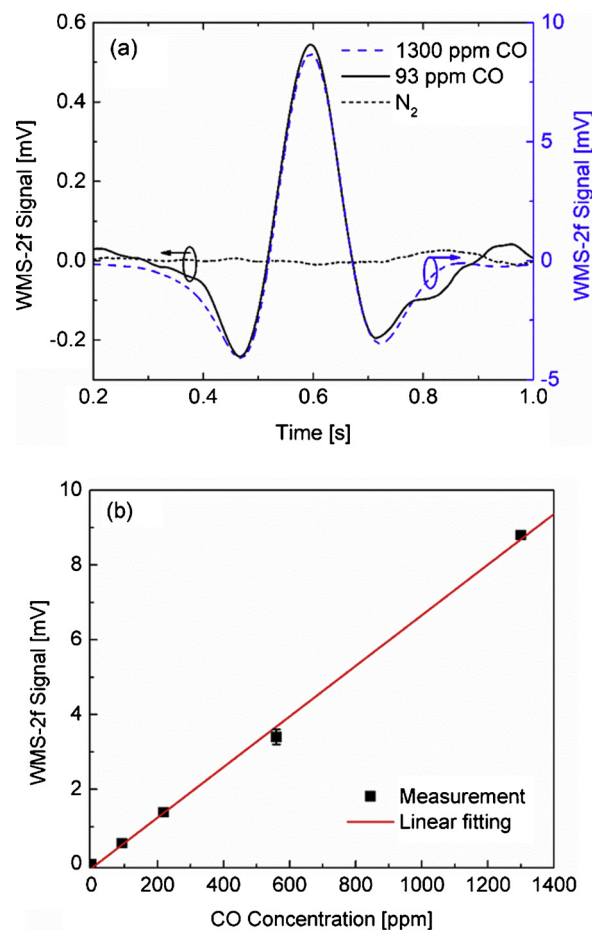 (a)
1300 ppm CO
93 ppm CO
N2
WMS-2f Signal [mV]
0.6
0.4
0.2
0.0
-0.2
WMS-2f Signal [mV]
10
5
0
-5
0.2 0.4 0.6 0.8 1.0
Time [s]
(b)
WMS-2f Signal [mV]
10
8
6
4
2
0
Measurement
Linear fitting
0 200 400 600 800 1000 1200 1400
CO Concentration [ppm]